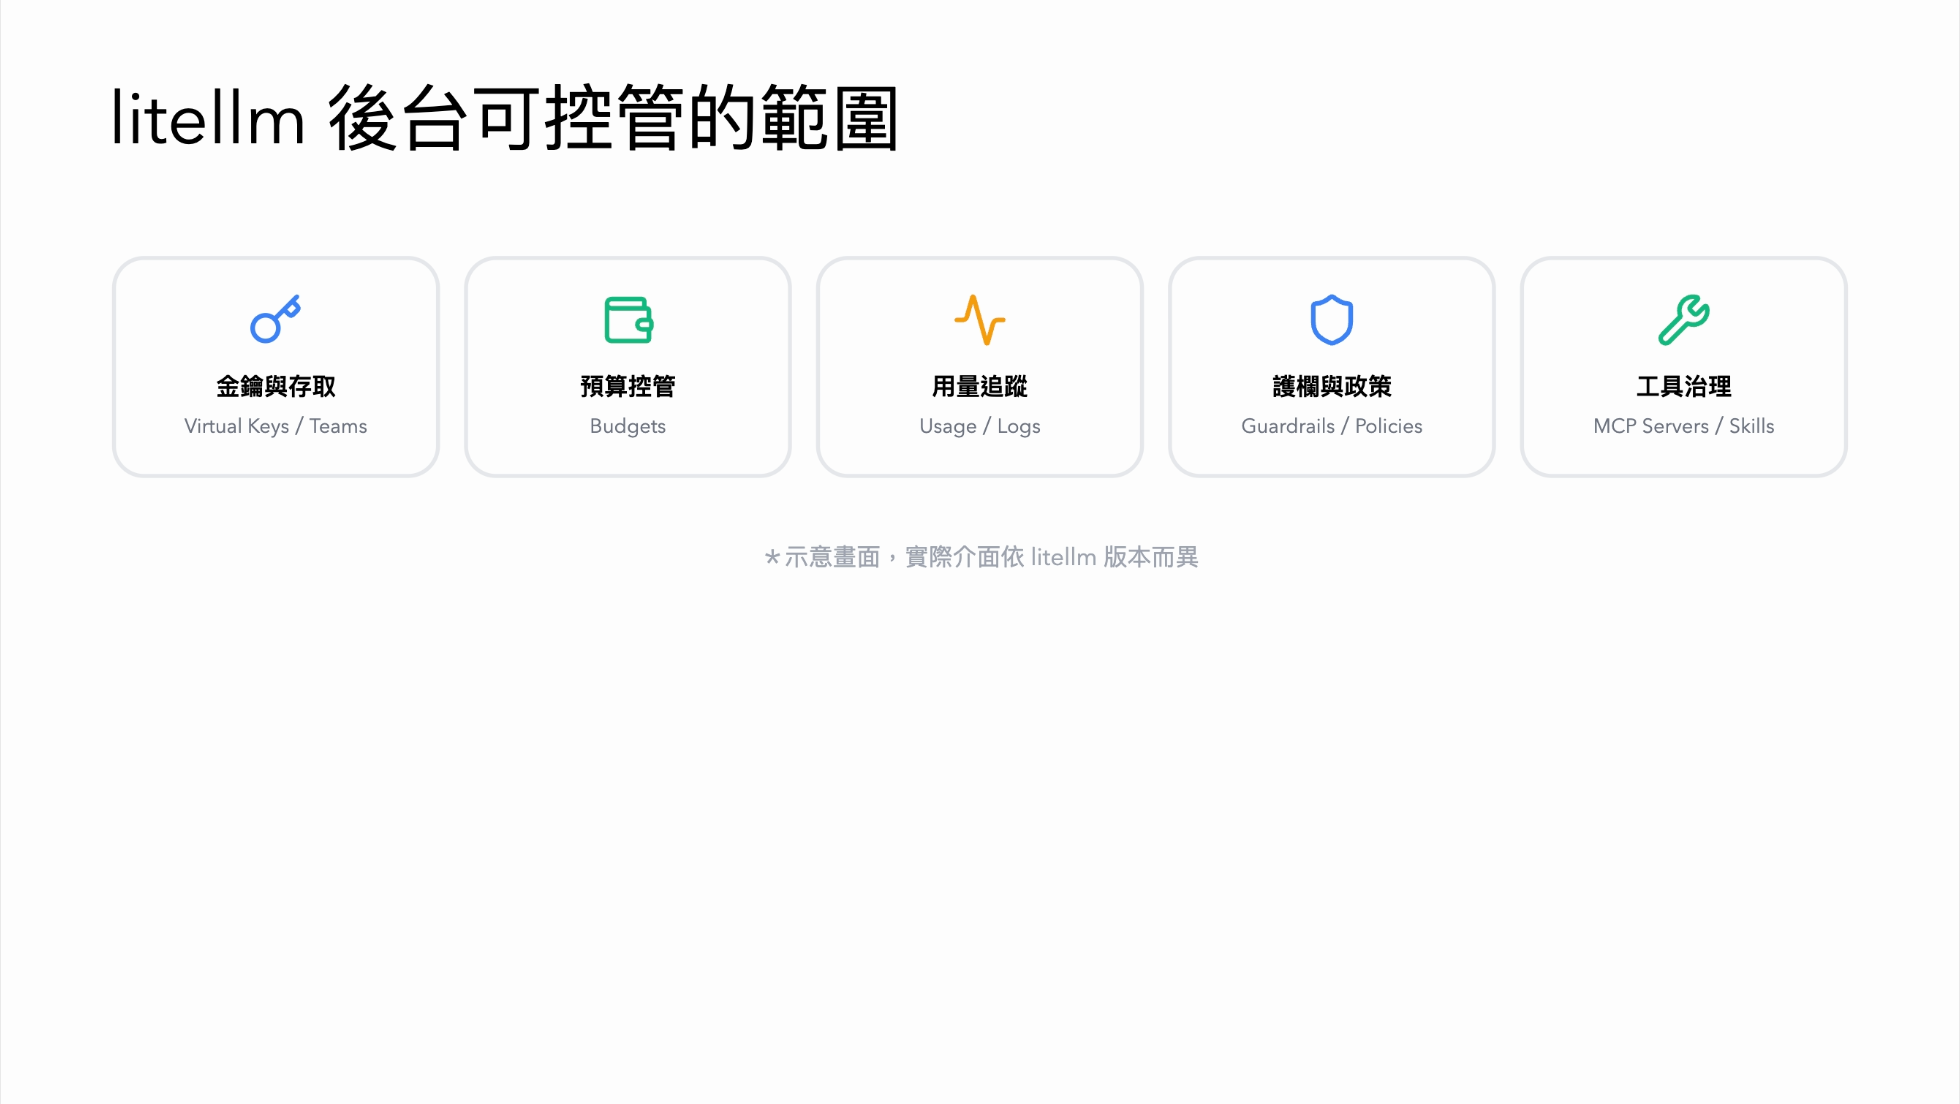 litellm 後台可控管的範圍
金鑰與存取
Virtual Keys / Teams
預算控管
Budgets
用量追蹤
Usage / Logs
護欄與政策
Guardrails / Policies
工具治理
MCP Servers / Skills
*示意畫面，實際介面依 litellm 版本而異